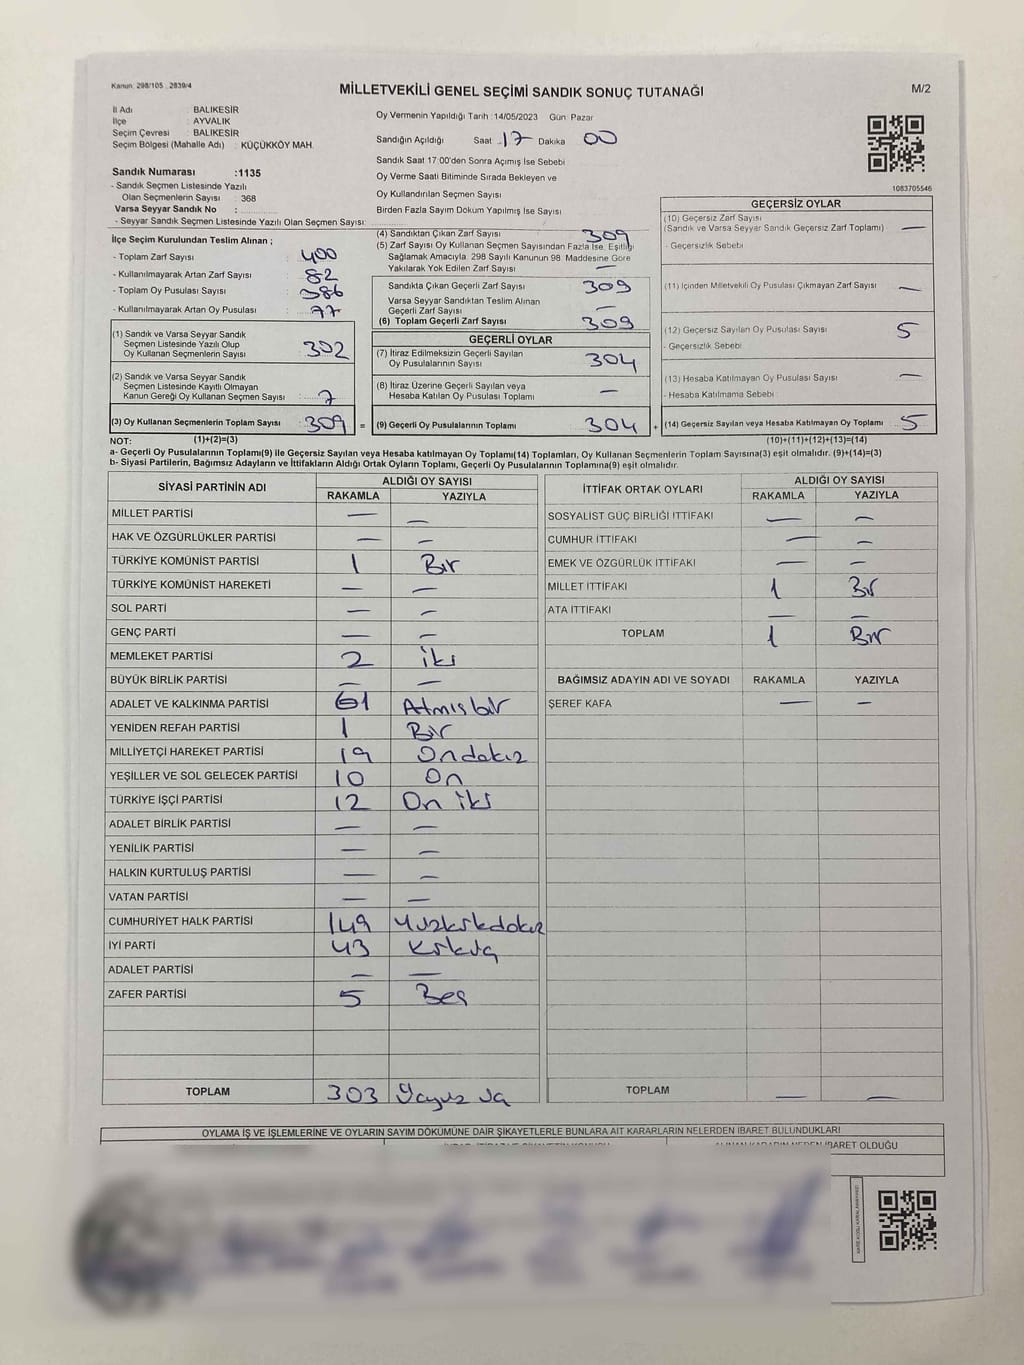 Kanun 298/105 , 2839/4
MİLLETVEKİLİ GENEL SEÇİMİ SANDIK SONUÇ TUTANAĞI
M/2
İl Adı : BALIKESİR
İlçe : AYVALIK
Seçim Çevresi : BALIKESİR
Seçim Bölgesi (Mahalle Adı) : KÜÇÜKKÖY MAH.
Oy Vermenin Yapıldığı Tarih :14/05/2023 Gün: Pazar
Sandığın Açıldığı Saat 17 Dakika 00
Sandık Saat 17:00'den Sonra Açımış İse Sebebi
Oy Verme Saati Bitiminde Sırada Bekleyen ve
Oy Kullandırılan Seçmen Sayısı
Birden Fazla Sayım Döküm Yapılmış İse Sayısı
1083705546
Sandık Numarası :1135
- Sandık Seçmen Listesinde Yazılı
Olan Seçmenlerin Sayısı : 368
Varsa Seyyar Sandık No :
- Seyyar Sandık Seçmen Listesinde Yazılı Olan Seçmen Sayısı:
İlçe Seçim Kurulundan Teslim Alınan ;
- Toplam Zarf Sayısı : 400
- Kullanılmayarak Artan Zarf Sayısı : 82
- Toplam Oy Pusulası Sayısı : 386
- Kullanılmayarak Artan Oy Pusulası : 77
(1) Sandık ve Varsa Seyyar Sandık
Seçmen Listesinde Yazılı Olup
Oy Kullanan Seçmenlerin Sayısı 302
(2) Sandık ve Varsa Seyyar Sandık
Seçmen Listesinde Kayıtlı Olmayan
Kanun Gereği Oy Kullanan Seçmen Sayısı 7
(3) Oy Kullanan Seçmenlerin Toplam Sayısı 309 =
(4) Sandıktan Çıkan Zarf Sayısı 309
(5) Zarf Sayısı Oy Kullanan Seçmen Sayısından Fazla İse, Eşitliği
Sağlamak Amacıyla, 298 Sayılı Kanunun 98. Maddesine Göre
Yakılarak Yok Edilen Zarf Sayısı —
Sandıkta Çıkan Geçerli Zarf Sayısı 309
Varsa Seyyar Sandıktan Teslim Alınan
Geçerli Zarf Sayısı —
(6) Toplam Geçerli Zarf Sayısı 309
GEÇERLİ OYLAR
(7) İtiraz Edilmeksizin Geçerli Sayılan
Oy Pusulalarının Sayısı 304
(8) İtiraz Üzerine Geçerli Sayılan veya
Hesaba Katılan Oy Pusulası Toplamı —
(9) Geçerli Oy Pusulalarının Toplamı 304 +
GEÇERSİZ OYLAR
(10) Geçersiz Zarf Sayısı
(Sandık ve Varsa Seyyar Sandık Geçersiz Zarf Toplamı) —
- Geçersizlik Sebebi
(11) İçinden Milletvekili Oy Pusulası Çıkmayan Zarf Sayısı —
(12) Geçersiz Sayılan Oy Pusulası Sayısı 5
- Geçersizlik Sebebi
(13) Hesaba Katılmayan Oy Pusulası Sayısı —
- Hesaba Katılmama Sebebi
(14) Geçersiz Sayılan veya Hesaba Katılmayan Oy Toplamı 5
NOT: (1)+(2)=(3) (10)+(11)+(12)+(13)=(14)
a- Geçerli Oy Pusulalarının Toplamı(9) ile Geçersiz Sayılan veya Hesaba Katılmayan Oy Toplamı(14) Toplamları, Oy Kullanan Seçmenlerin Toplam Sayısına(3) eşit olmalıdır. (9)+(14)=(3)
b- Siyasi Partilerin, Bağımsız Adayların ve İttifakların Aldığı Ortak Oyların Toplamı, Geçerli Oy Pusulalarının Toplamına(9) eşit olmalıdır.
SİYASİ PARTİNİN ADI ALDIĞI OY SAYISI
RAKAMLA YAZIYLA
MİLLET PARTİSİ — —
HAK VE ÖZGÜRLÜKLER PARTİSİ — —
TÜRKİYE KOMÜNİST PARTİSİ 1 Bir
TÜRKİYE KOMÜNİST HAREKETİ — —
SOL PARTİ — —
GENÇ PARTİ — —
MEMLEKET PARTİSİ 2 iki
BÜYÜK BİRLİK PARTİSİ — —
ADALET VE KALKINMA PARTİSİ 61 Atmışbir
YENİDEN REFAH PARTİSİ 1 Bir
MİLLİYETÇİ HAREKET PARTİSİ 19 Ondokuz
YEŞİLLER VE SOL GELECEK PARTİSİ 10 On
TÜRKİYE İŞÇİ PARTİSİ 12 On iki
ADALET BİRLİK PARTİSİ — —
YENİLİK PARTİSİ — —
HALKIN KURTULUŞ PARTİSİ — —
VATAN PARTİSİ — —
CUMHURİYET HALK PARTİSİ 149 Yüzkırkdokuz
İYİ PARTİ 43 Kırküç
ADALET PARTİSİ — —
ZAFER PARTİSİ 5 Beş
TOPLAM 303 Üçyüz üç
İTTİFAK ORTAK OYLARI ALDIĞI OY SAYISI
RAKAMLA YAZIYLA
SOSYALİST GÜÇ BİRLİĞİ İTTİFAKI — —
CUMHUR İTTİFAKI — —
EMEK VE ÖZGÜRLÜK İTTİFAKI — —
MİLLET İTTİFAKI 1 Bir
ATA İTTİFAKI — —
TOPLAM 1 Bir
BAĞIMSIZ ADAYIN ADI VE SOYADI RAKAMLA YAZIYLA
ŞEREF KAFA — —
TOPLAM — —
OYLAMA İŞ VE İŞLEMLERİNE VE OYLARIN SAYIM DÖKÜMÜNE DAİR ŞİKAYETLERLE BUNLARA AİT KARARLARIN NELERDEN İBARET BULUNDUKLARI
ALINAN KARARIN NEDEN İBARET OLDUĞU